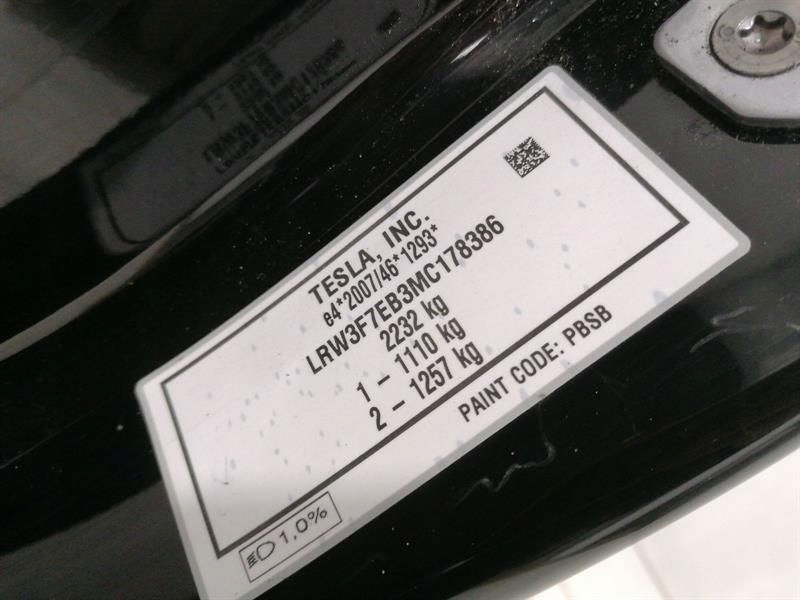 TESLA, INC.
e4*2007/46*1293*
LRW3F7EB3MC178386
2232 kg
1 - 1110 kg
2 - 1257 kg
PAINT CODE: PBSB
1,0%